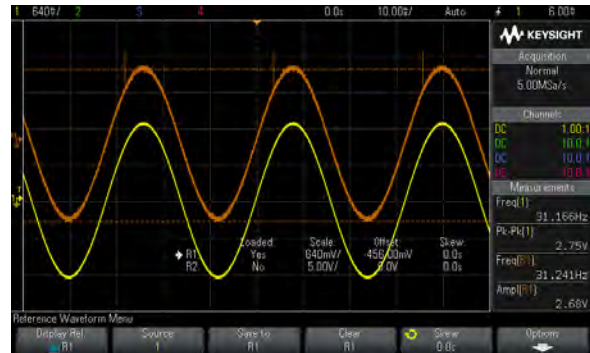 1 640♉/ 2 3 4 0.0s 10.00♉/ Auto 1 6.00♉
KEYSIGHT
Acquisition
Normal
5.00MSa/s
Channels
DC 1.00:1
DC 10.0:1
DC 10.0:1
DC 10.0:1
Measurements
Freq(1):
31.166Hz
Pk-Pk(1):
2.75V
Freq(R1):
31.241Hz
Ampl(R1):
2.68V
Loaded: Scale: Offset: Skew:
R1: Yes 640mV/ -456.00mV 0.0s
R2: No 5.00V/ 0.0V 0.0s
Reference Waveform Menu
Display Ref Source Save to Clear Skew Options
R1 1 R1 R1 0.0s